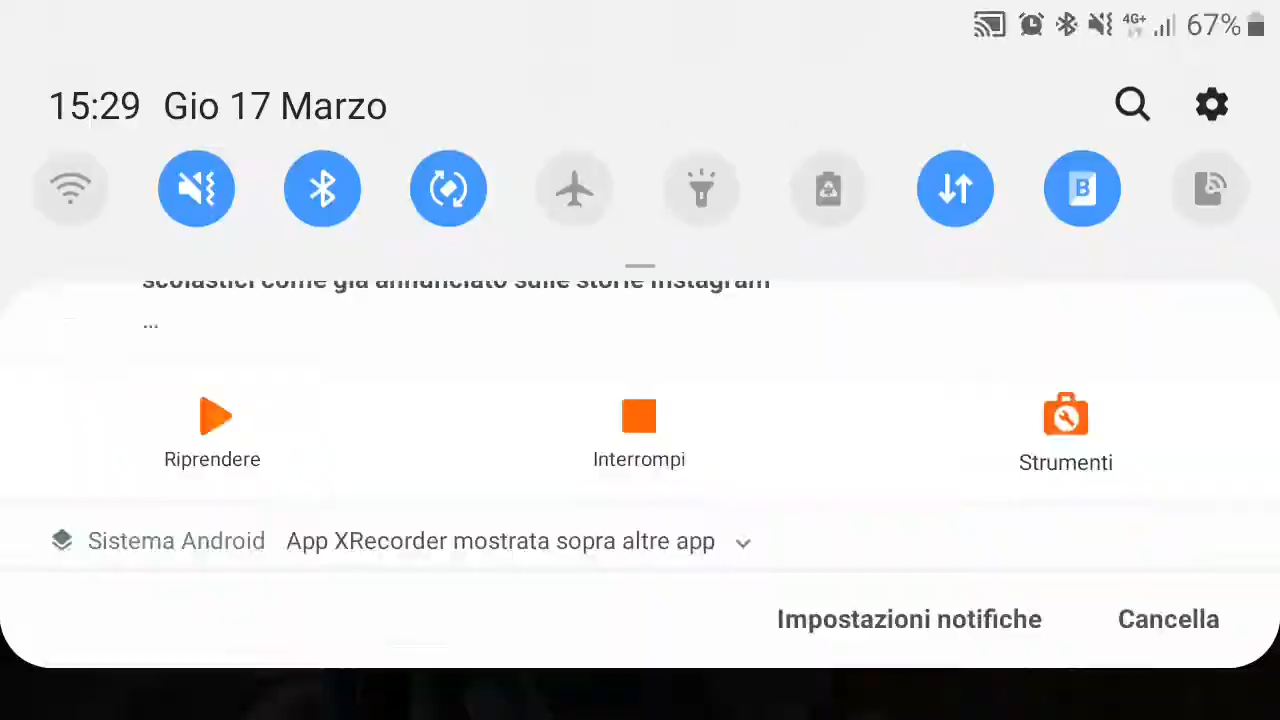 4G+ 67%
15:29 Gio 17 Marzo
B
scolastici come già annunciato sulle storie Instagram
...
Riprendere Interrompi Strumenti
Sistema Android App XRecorder mostrata sopra altre app
Impostazioni notifiche Cancella